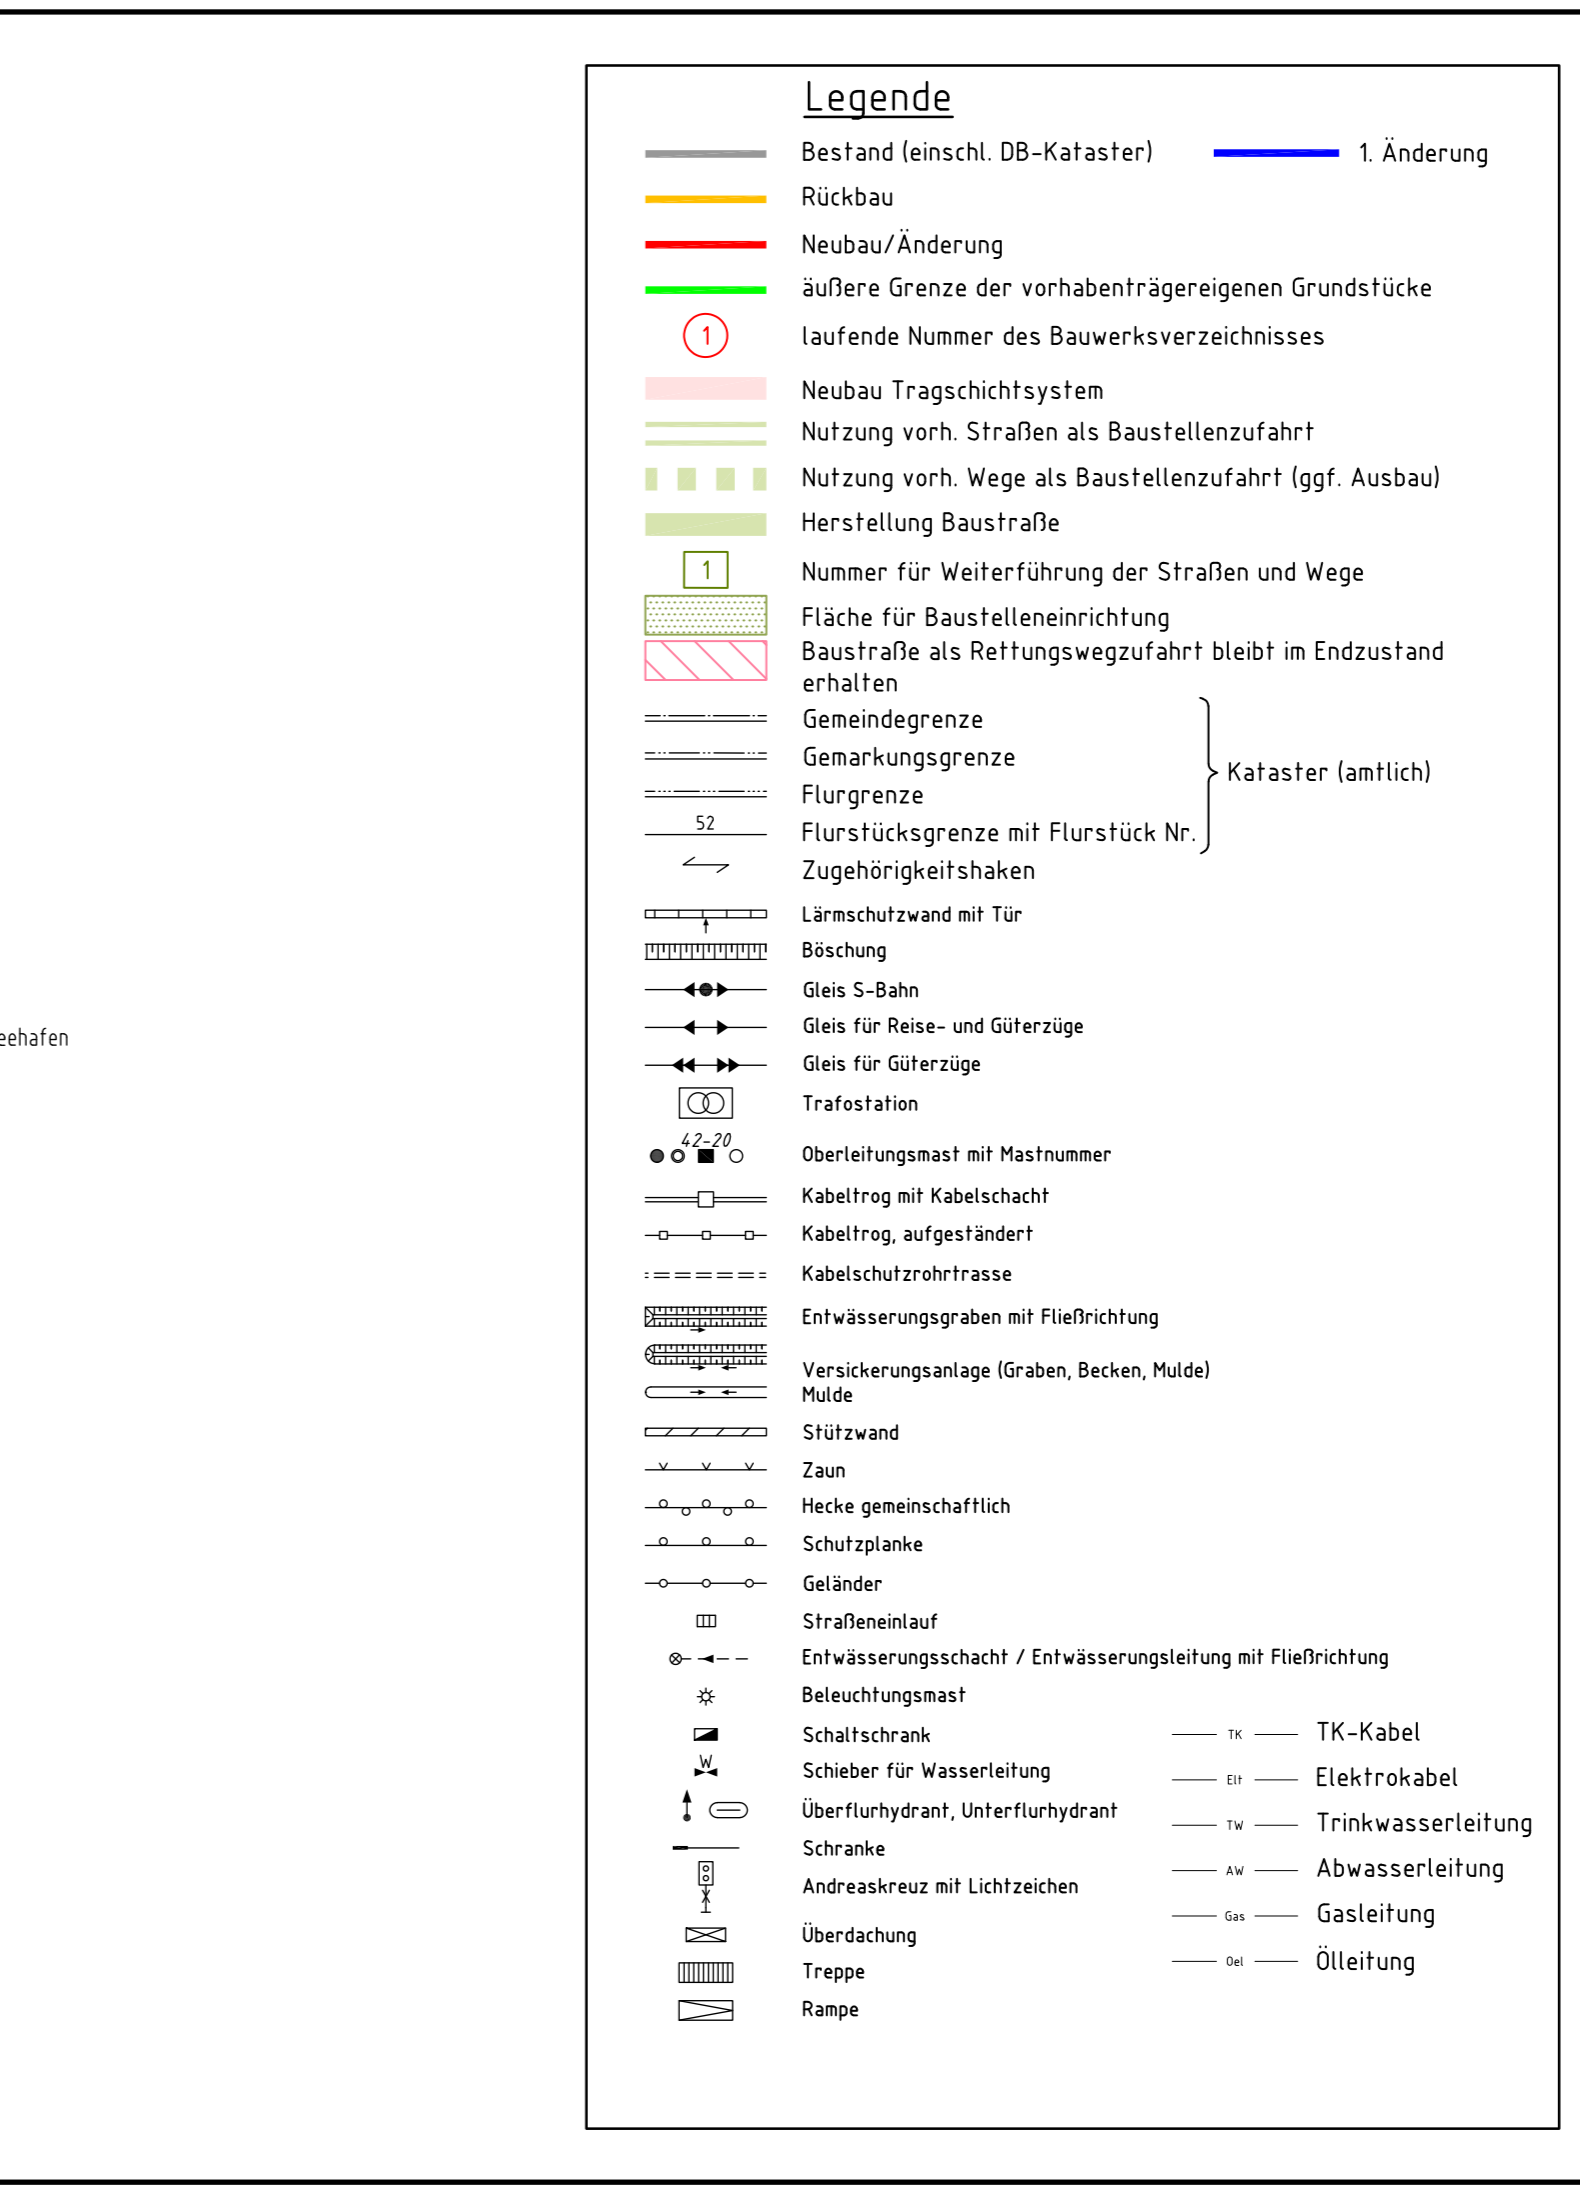 Legende
Bestand (einschl. DB-Kataster)
1. Änderung
Rückbau
Neubau/Änderung
äußere Grenze der vorhabenträgereigenen Grundstücke
1
laufende Nummer des Bauwerksverzeichnisses
Neubau Tragschichtsystem
Nutzung vorh. Straßen als Baustellenzufahrt
Nutzung vorh. Wege als Baustellenzufahrt (ggf. Ausbau)
Herstellung Baustraße
1
Nummer für Weiterführung der Straßen und Wege
Fläche für Baustelleneinrichtung
Baustraße als Rettungswegzufahrt bleibt im Endzustand
erhalten
Gemeindegrenze
Gemarkungsgrenze
Kataster (amtlich)
Flurgrenze
52
Flurstücksgrenze mit Flurstück Nr.
Zugehörigkeitshaken
Lärmschutzwand mit Tür
Böschung
Gleis S-Bahn
Gleis für Reise- und Güterzüge
eehafen
Gleis für Güterzüge
Trafostation
42-20
Oberleitungsmast mit Mastnummer
Kabeltrog mit Kabelschacht
Kabeltrog, aufgeständert
Kabelschutzrohrtrasse
Entwässerungsgraben mit Fließrichtung
Versickerungsanlage (Graben, Becken, Mulde)
Mulde
Stützwand
Zaun
Hecke gemeinschaftlich
Schutzplanke
Geländer
Straßeneinlauf
Entwässerungsschacht / Entwässerungsleitung mit Fließrichtung
Beleuchtungsmast
Schaltschrank
W
Schieber für Wasserleitung
Überflurhydrant, Unterflurhydrant
Schranke
Andreaskreuz mit Lichtzeichen
Überdachung
Treppe
Rampe
TK TK-Kabel
Elt Elektrokabel
TW Trinkwasserleitung
AW Abwasserleitung
Gas Gasleitung
Oel Ölleitung